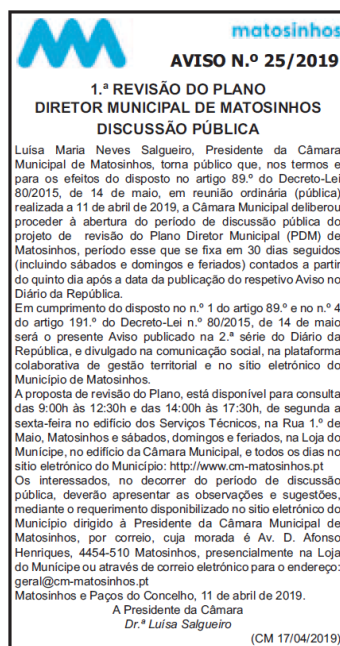 matosinhos
AVISO N.º 25/2019
1.ª REVISÃO DO PLANO
DIRETOR MUNICIPAL DE MATOSINHOS
DISCUSSÃO PÚBLICA
Luísa Maria Neves Salgueiro, Presidente da Câmara
Municipal de Matosinhos, torna público que, nos termos e
para os efeitos do disposto no artigo 89.º do Decreto-Lei
80/2015, de 14 de maio, em reunião ordinária (pública)
realizada a 11 de abril de 2019, a Câmara Municipal deliberou
proceder à abertura do período de discussão pública do
projeto de revisão do Plano Diretor Municipal (PDM) de
Matosinhos, período esse que se fixa em 30 dias seguidos
(incluindo sábados e domingos e feriados) contados a partir
do quinto dia após a data da publicação do respetivo Aviso no
Diário da República.
Em cumprimento do disposto no n.º 1 do artigo 89.º e no n.º 4
do artigo 191.º do Decreto-Lei n.º 80/2015, de 14 de maio
será o presente Aviso publicado na 2.ª série do Diário da
República, e divulgado na comunicação social, na plataforma
colaborativa de gestão territorial e no sítio eletrónico do
Município de Matosinhos.
A proposta de revisão do Plano, está disponível para consulta
das 9:00h às 12:30h e das 14:00h às 17:30h, de segunda a
sexta-feira no edifício dos Serviços Técnicos, na Rua 1.º de
Maio, Matosinhos e sábados, domingos e feriados, na Loja do
Munícipe, no edifício da Câmara Municipal, e todos os dias no
sitio eletrónico do Município: http://www.cm-matosinhos.pt
Os interessados, no decorrer do período de discussão
pública, deverão apresentar as observações e sugestões,
mediante o requerimento disponibilizado no sitio eletrónico do
Município dirigido à Presidente da Câmara Municipal de
Matosinhos, por correio, cuja morada é Av. D. Afonso
Henriques, 4454-510 Matosinhos, presencialmente na Loja
do Munícipe ou através de correio eletrónico para o endereço:
geral@cm-matosinhos.pt
Matosinhos e Paços do Concelho, 11 de abril de 2019.
A Presidente da Câmara
Dr.ª Luísa Salgueiro
(CM 17/04/2019)